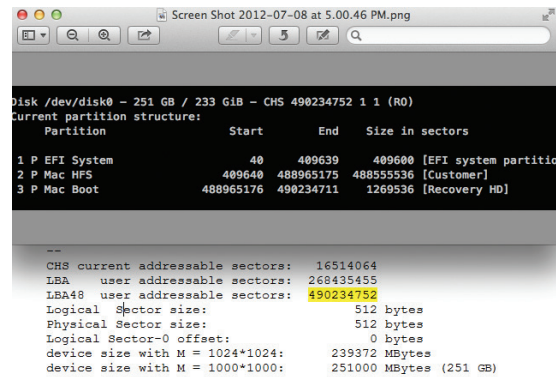 Screen Shot 2012-07-08 at 5.00.46 PM.png
Disk /dev/disk0 - 251 GB / 233 GiB - CHS 490234752 1 1 (RO)
Current partition structure:
Partition Start End Size in sectors
1 P EFI System 40 409639 409600 [EFI system partitio
2 P Mac HFS 409640 488965175 488555536 [Customer]
3 P Mac Boot 488965176 490234711 1269536 [Recovery HD]
--
CHS current addressable sectors: 16514064
LBA user addressable sectors: 268435455
LBA48 user addressable sectors: 490234752
Logical Sector size: 512 bytes
Physical Sector size: 512 bytes
Logical Sector-0 offset: 0 bytes
device size with M = 1024*1024: 239372 MBytes
device size with M = 1000*1000: 251000 MBytes (251 GB)